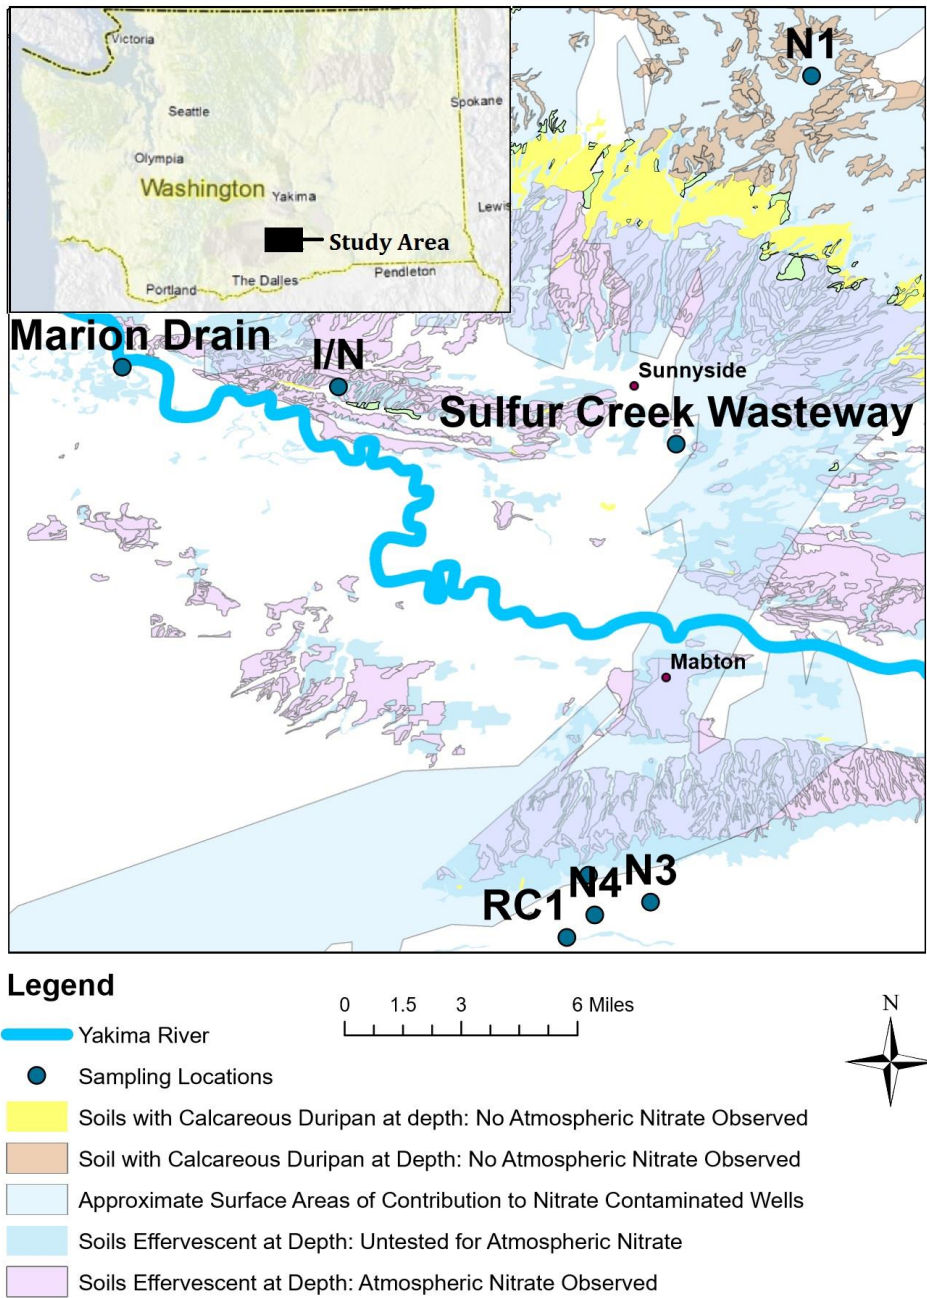 Victoria
Seattle
Spokane
Olympia
Washington
Yakima
Lewis
Study Area
The Dalles
Pendleton
Portland
N1
Marion Drain
I/N
Sunnyside
Sulfur Creek Wasteway
Mabton
N3
N4
RC1
Legend
0 1.5 3 6 Miles
N
Yakima River
Sampling Locations
Soils with Calcareous Duripan at depth: No Atmospheric Nitrate Observed
Soil with Calcareous Duripan at Depth: No Atmospheric Nitrate Observed
Approximate Surface Areas of Contribution to Nitrate Contaminated Wells
Soils Effervescent at Depth: Untested for Atmospheric Nitrate
Soils Effervescent at Depth: Atmospheric Nitrate Observed